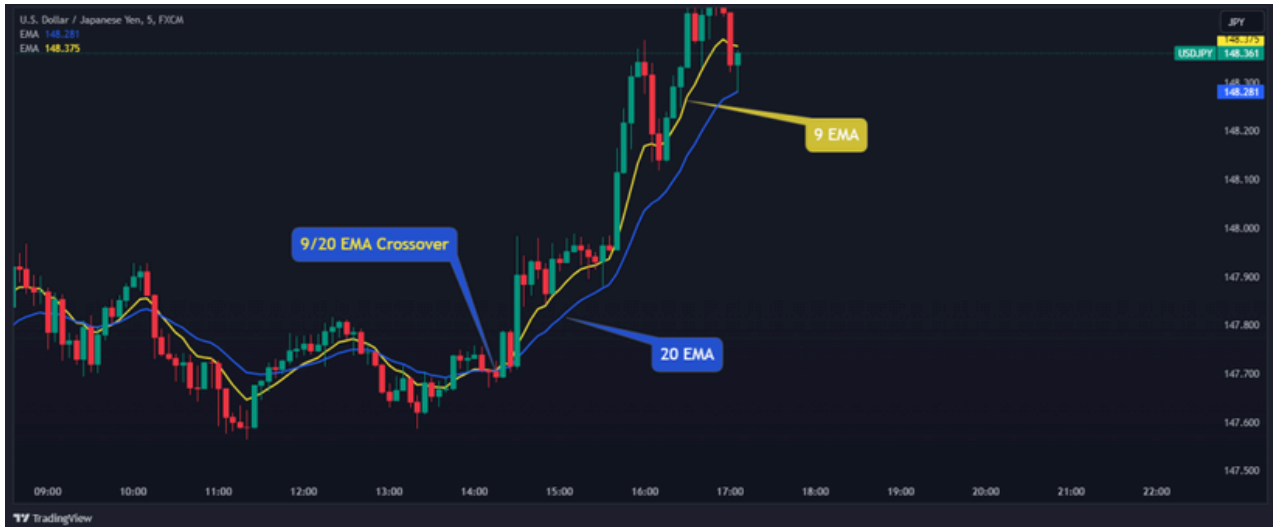 U.S. Dollar / Japanese Yen, 5, FXCM
EMA 148.281
EMA 148.375
JPY
148.375
USDJPY 148.361
148.300
148.281
148.200
148.100
148.000
147.900
147.800
147.700
147.600
147.500
9 EMA
9/20 EMA Crossover
20 EMA
09:00 10:00 11:00 12:00 13:00 14:00 15:00 16:00 17:00 18:00 19:00 20:00 21:00 22:00
TradingView